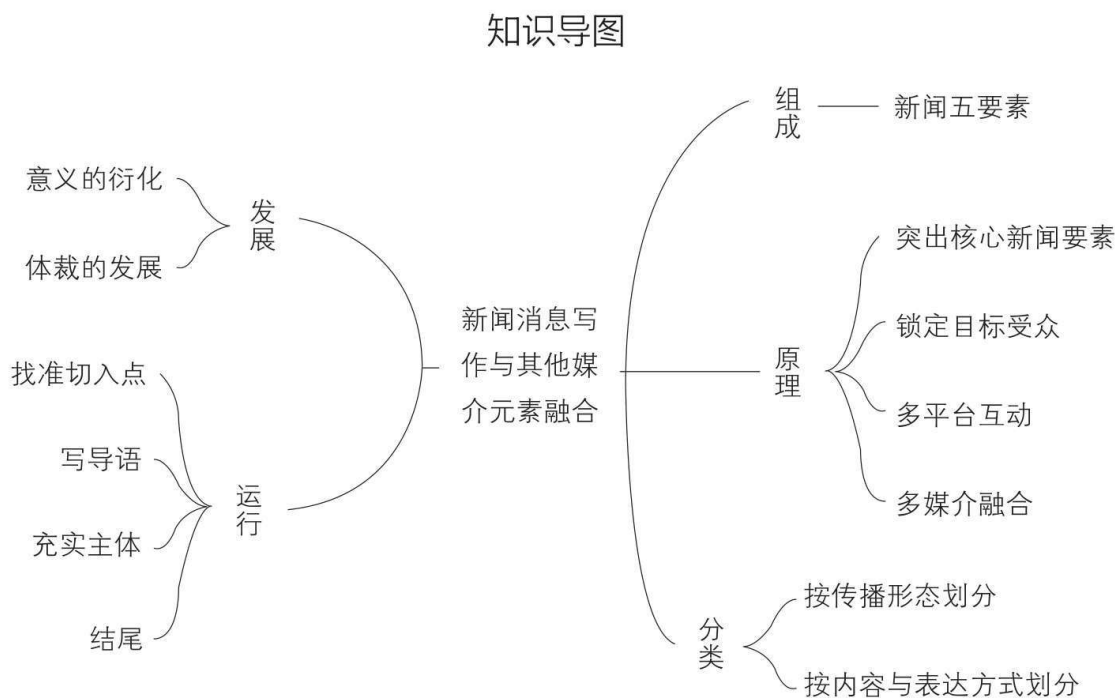 知识导图
意义的衍化
体裁的发展
发展
找准切入点
写导语
充实主体
结尾
运行
新闻消息写
作与其他媒
介元素融合
组成
新闻五要素
原理
突出核心新闻要素
锁定目标受众
多平台互动
多媒介融合
分类
按传播形态划分
按内容与表达方式划分